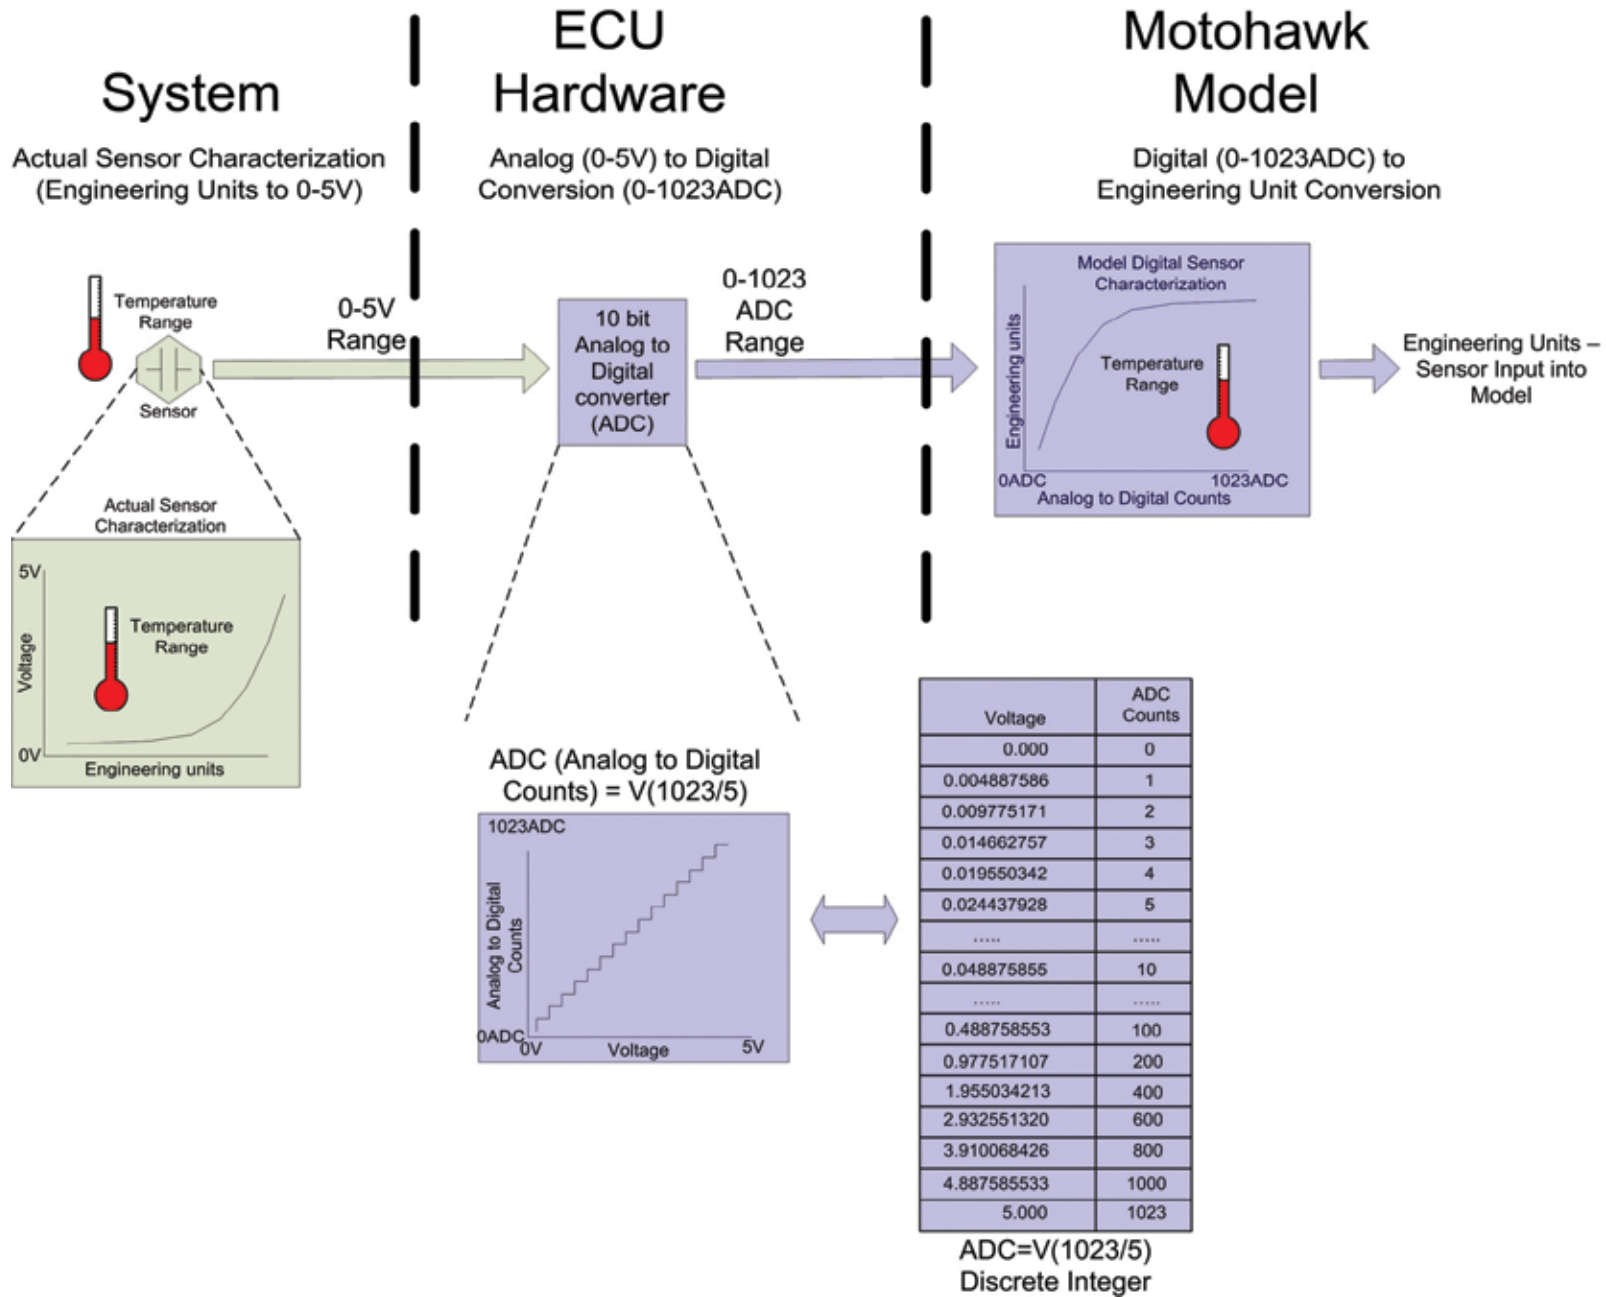 System
Actual Sensor Characterization
(Engineering Units to 0-5V)
ECU
Hardware
Analog (0-5V) to Digital
Conversion (0-1023ADC)
Motohawk
Model
Digital (0-1023ADC) to
Engineering Unit Conversion
Temperature
Range
Sensor
0-5V
Range
10 bit
Analog to
Digital
converter
(ADC)
0-1023
ADC
Range
Model Digital Sensor
Characterization
Engineering units
Temperature
Range
0ADC
1023ADC
Analog to Digital Counts
Engineering Units –
Sensor Input into
Model
Actual Sensor
Characterization
5V
Voltage
Temperature
Range
0V
Engineering units
ADC (Analog to Digital
Counts) = V(1023/5)
1023ADC
Analog to Digital
Counts
0ADC
0V
Voltage
5V
Voltage ADC Counts
0.000 0
0.004887586 1
0.009775171 2
0.014662757 3
0.019550342 4
0.024437928 5
..... .....
0.048875855 10
..... .....
0.488758553 100
0.977517107 200
1.955034213 400
2.932551320 600
3.910068426 800
4.887585533 1000
5.000 1023
ADC=V(1023/5)
Discrete Integer